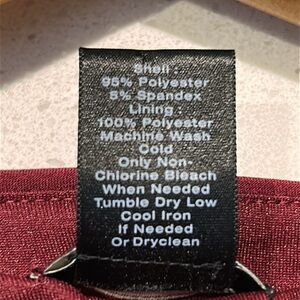 Shell :
95% Polyester
5% Spandex
Lining :
100% Polyester
Machine Wash
Cold
Only Non-
Chlorine Bleach
When Needed
Tumble Dry Low
Cool Iron
If Needed
Or Dryclean